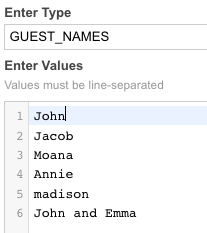 Enter Type
GUEST_NAMES
Enter Values
Values must be line-separated
1 John
2 Jacob
3 Moana
4 Annie
5 madison
6 John and Emma